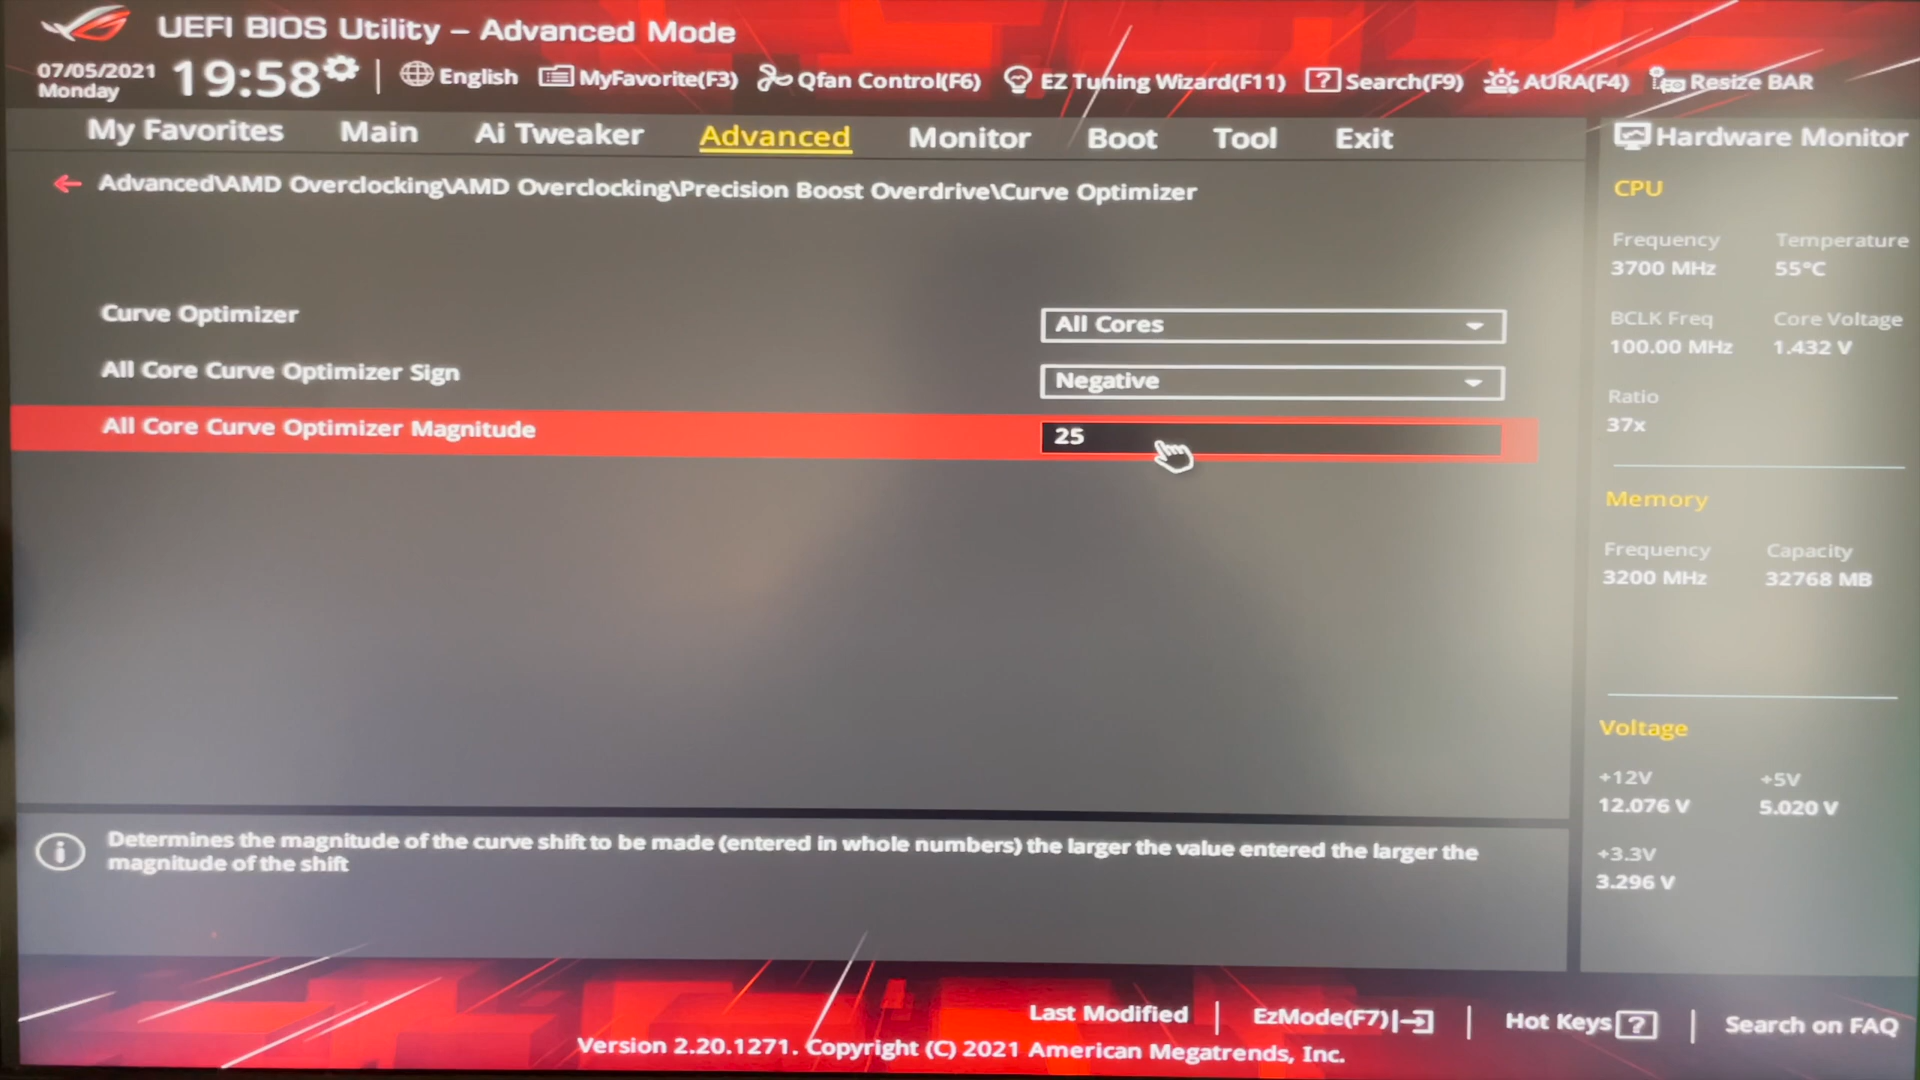 UEFI BIOS Utility – Advanced Mode
07/05/2021
Monday
19:58
English
MyFavorite(F3)
Qfan Control(F6)
EZ Tuning Wizard(F11)
? Search(F9)
AURA(F4)
Resize BAR
My Favorites
Main
Ai Tweaker
Advanced
Monitor
Boot
Tool
Exit
Advanced\AMD Overclocking\AMD Overclocking\Precision Boost Overdrive\Curve Optimizer
Curve Optimizer
All Cores
All Core Curve Optimizer Sign
Negative
All Core Curve Optimizer Magnitude
25
i
Determines the magnitude of the curve shift to be made (entered in whole numbers) the larger the value entered the larger the
magnitude of the shift
Hardware Monitor
CPU
Frequency Temperature
3700 MHz 55°C
BCLK Freq Core Voltage
100.00 MHz 1.432 V
Ratio
37x
Memory
Frequency Capacity
3200 MHz 32768 MB
Voltage
+12V +5V
12.076 V 5.020 V
+3.3V
3.296 V
Last Modified
EzMode(F7)
Hot Keys ?
Search on FAQ
Version 2.20.1271. Copyright (C) 2021 American Megatrends, Inc.